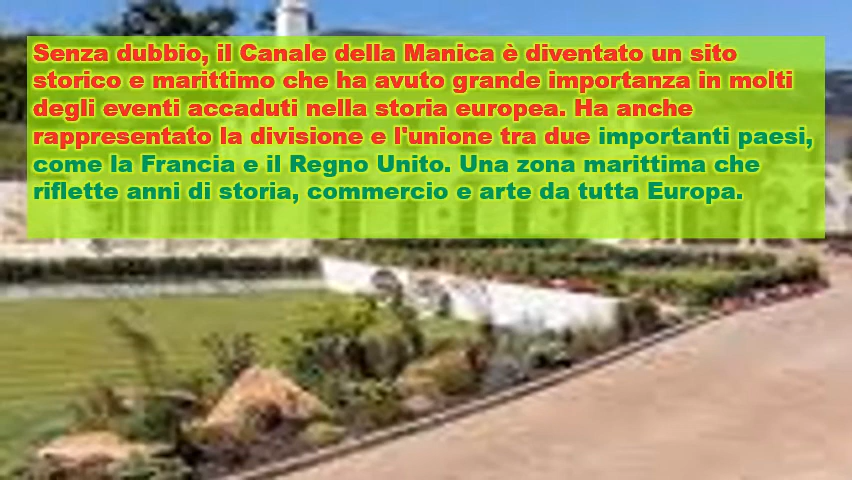 Senza dubbio, il Canale della Manica è diventato un sito
storico e marittimo che ha avuto grande importanza in molti
degli eventi accaduti nella storia europea. Ha anche
rappresentato la divisione e l'unione tra due importanti paesi,
come la Francia e il Regno Unito. Una zona marittima che
riflette anni di storia, commercio e arte da tutta Europa.